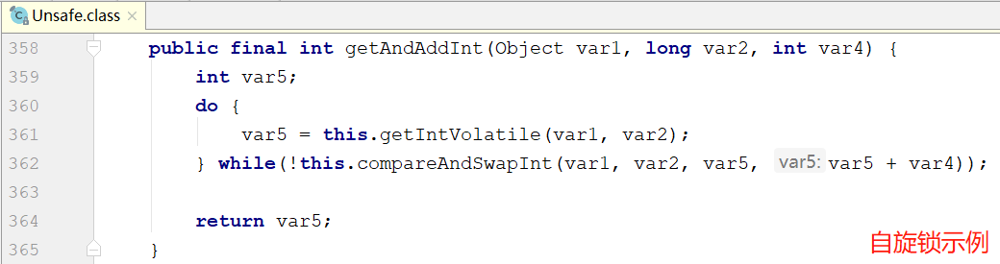 Unsafe.class
358 public final int getAndAddInt(Object var1, long var2, int var4) {
359 int var5;
360 do {
361 var5 = this.getIntVolatile(var1, var2);
362 } while(!this.compareAndSwapInt(var1, var2, var5, var5: var5 + var4));
363
364 return var5;
365 }
自旋锁示例